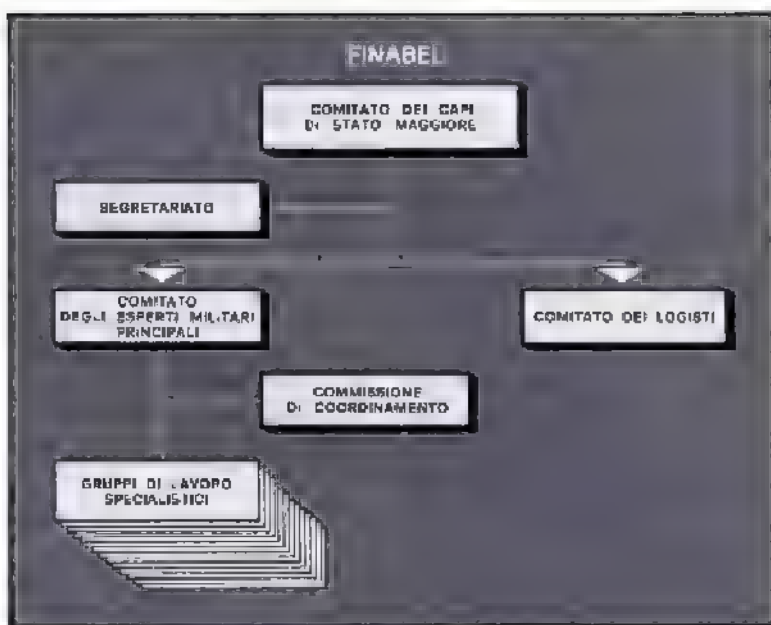 FINABEL
COMITATO DEI CAPI
DI STATO MAGGIORE
SEGRETARIATO
COMITATO
DEGLI ESPERTI MILITARI
PRINCIPALI
COMITATO DEI LOGISTI
COMMISSIONE
DI COORDINAMENTO
GRUPPI DI LAVORO
SPECIALISTICI